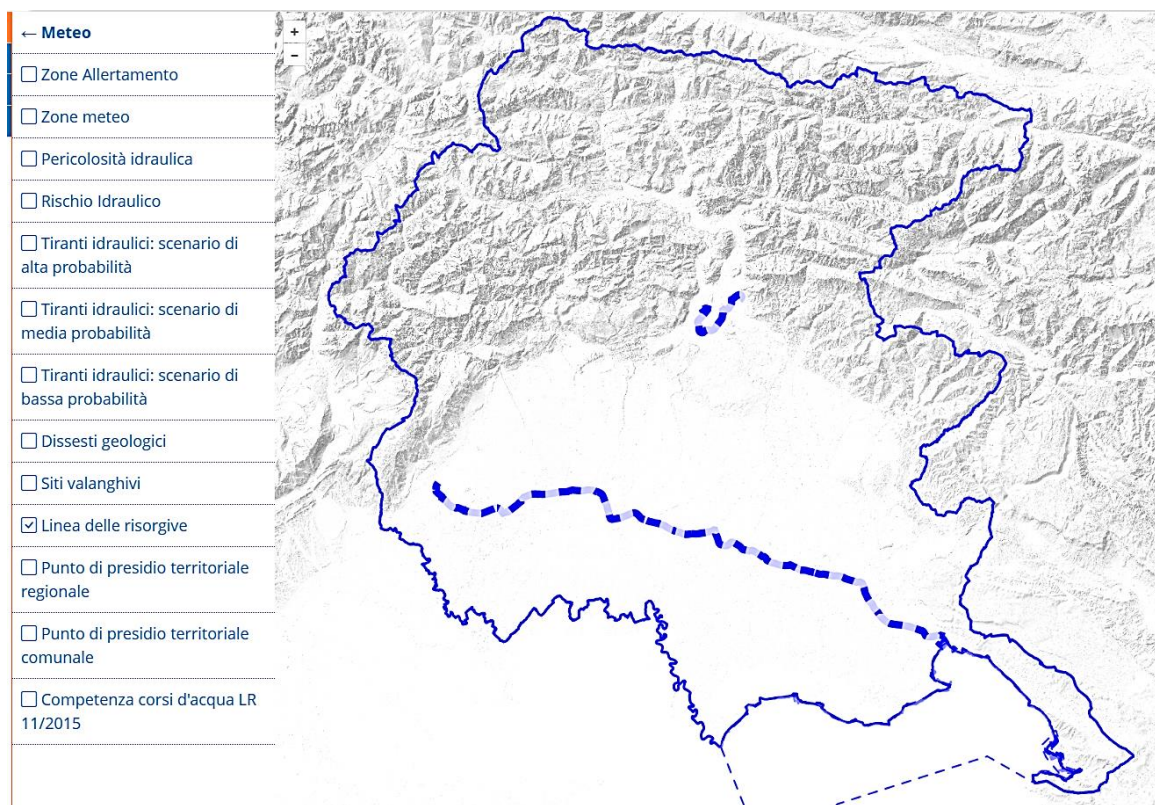 ← Meteo
Zone Allertamento
Zone meteo
Pericolosità idraulica
Rischio Idraulico
Tiranti idraulici: scenario di
alta probabilità
Tiranti idraulici: scenario di
media probabilità
Tiranti idraulici: scenario di
bassa probabilità
Dissesti geologici
Siti valanghivi
Linea delle risorgive
Punto di presidio territoriale
regionale
Punto di presidio territoriale
comunale
Competenza corsi d'acqua LR
11/2015
+
−